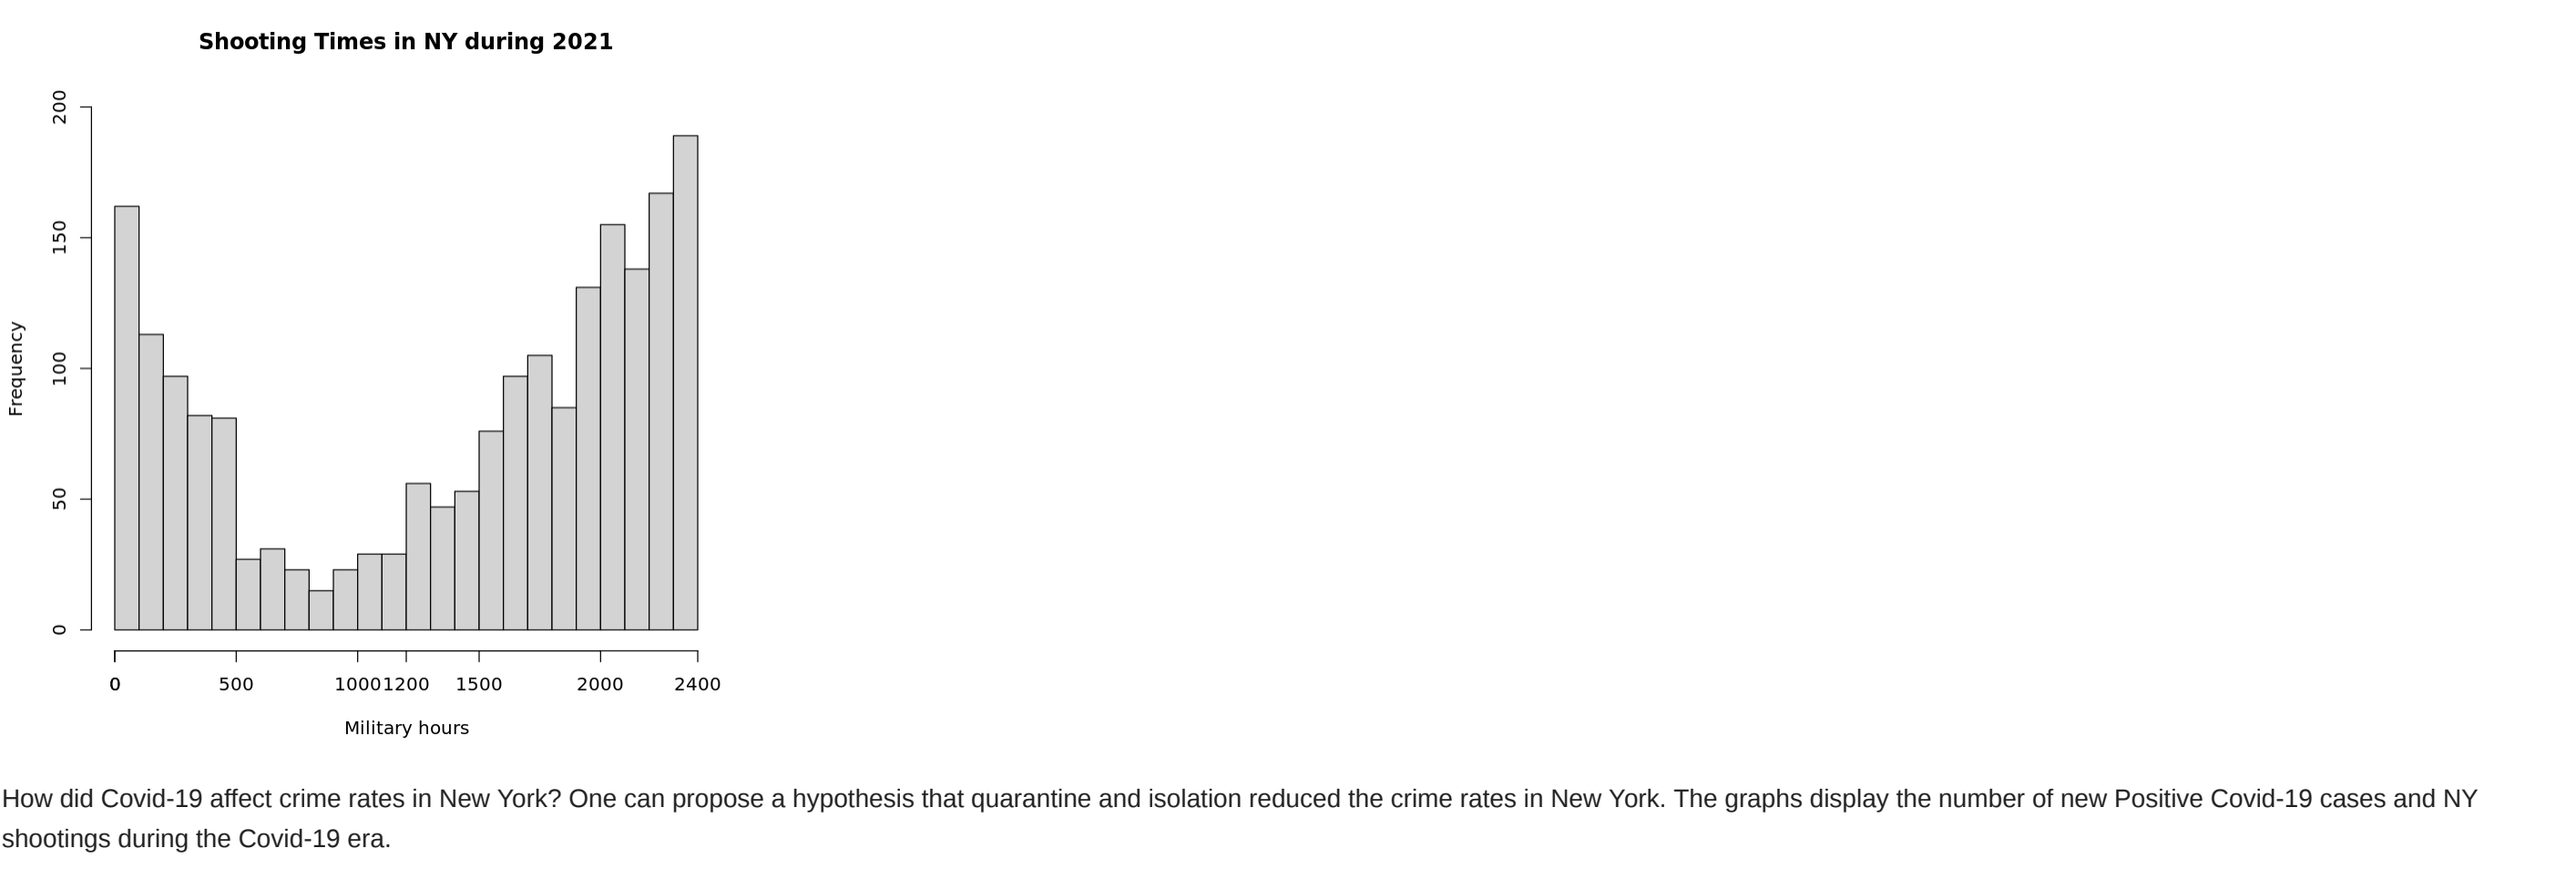 Shooting Times in NY during 2021
200
150
100
50
0
Frequency
0 500 1000 1200 1500 2000 2400
Military hours
How did Covid-19 affect crime rates in New York? One can propose a hypothesis that quarantine and isolation reduced the crime rates in New York. The graphs display the number of new Positive Covid-19 cases and NY
shootings during the Covid-19 era.